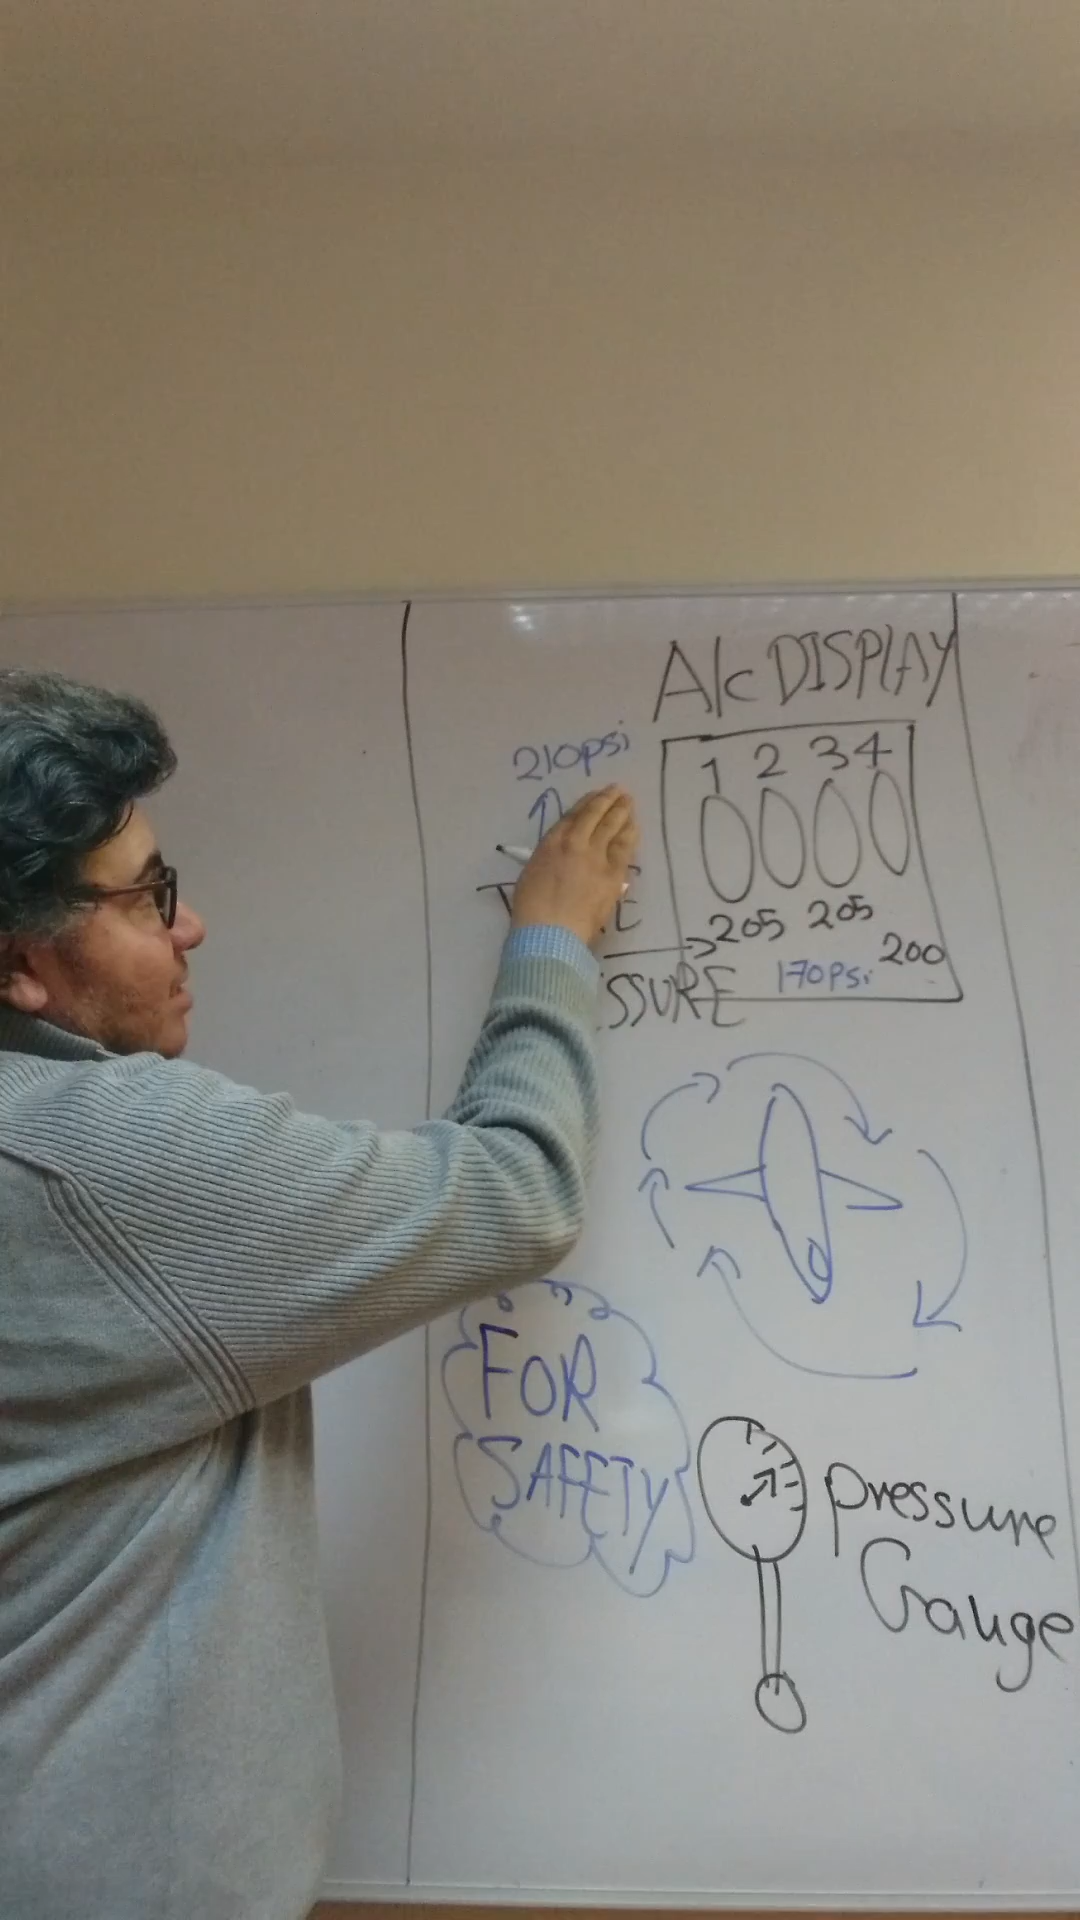 A/c DISPLAY
210psi
1 2 3 4
205 205
200
170psi
SSURE
FOR
SAFETY
Pressure
Gauge